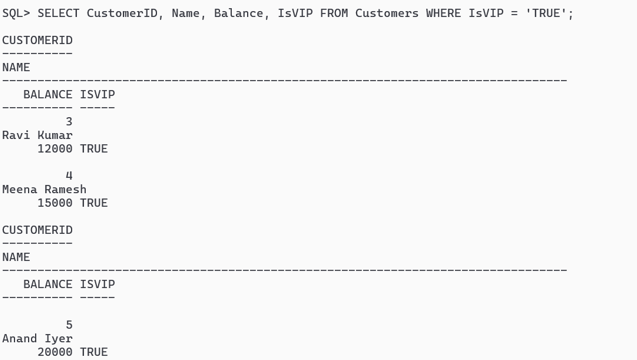 SQL> SELECT CustomerID, Name, Balance, IsVIP FROM Customers WHERE IsVIP = 'TRUE';
CUSTOMERID
----------
NAME
--------------------------------------------------------------------------------
   BALANCE ISVIP
---------- -----
         3
Ravi Kumar
     12000 TRUE
         4
Meena Ramesh
     15000 TRUE
CUSTOMERID
----------
NAME
--------------------------------------------------------------------------------
   BALANCE ISVIP
---------- -----
         5
Anand Iyer
     20000 TRUE